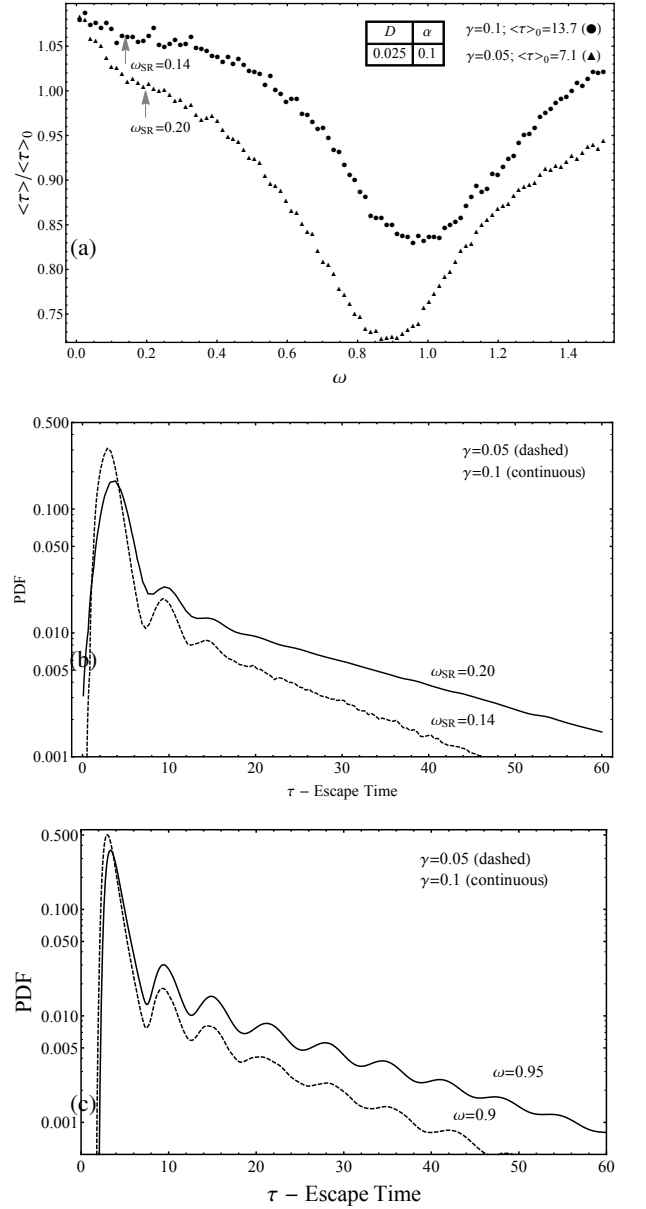 D α γ=0.1; <τ>₀=13.7 (●)
0.025 0.1 γ=0.05; <τ>₀=7.1 (▲)
1.05
1.00
0.95
0.90
0.85
0.80
0.75
<τ>/<τ>₀
ω_SR=0.14
ω_SR=0.20
(a)
0.0 0.2 0.4 0.6 0.8 1.0 1.2 1.4
ω
0.500
0.100
0.050
0.010
0.005
0.001
PDF
γ=0.05 (dashed)
γ=0.1 (continuous)
(b)
ω_SR=0.20
ω_SR=0.14
0 10 20 30 40 50 60
τ – Escape Time
0.500
0.100
0.050
0.010
0.005
0.001
PDF
γ=0.05 (dashed)
γ=0.1 (continuous)
ω=0.95
ω=0.9
(c)
0 10 20 30 40 50 60
τ – Escape Time